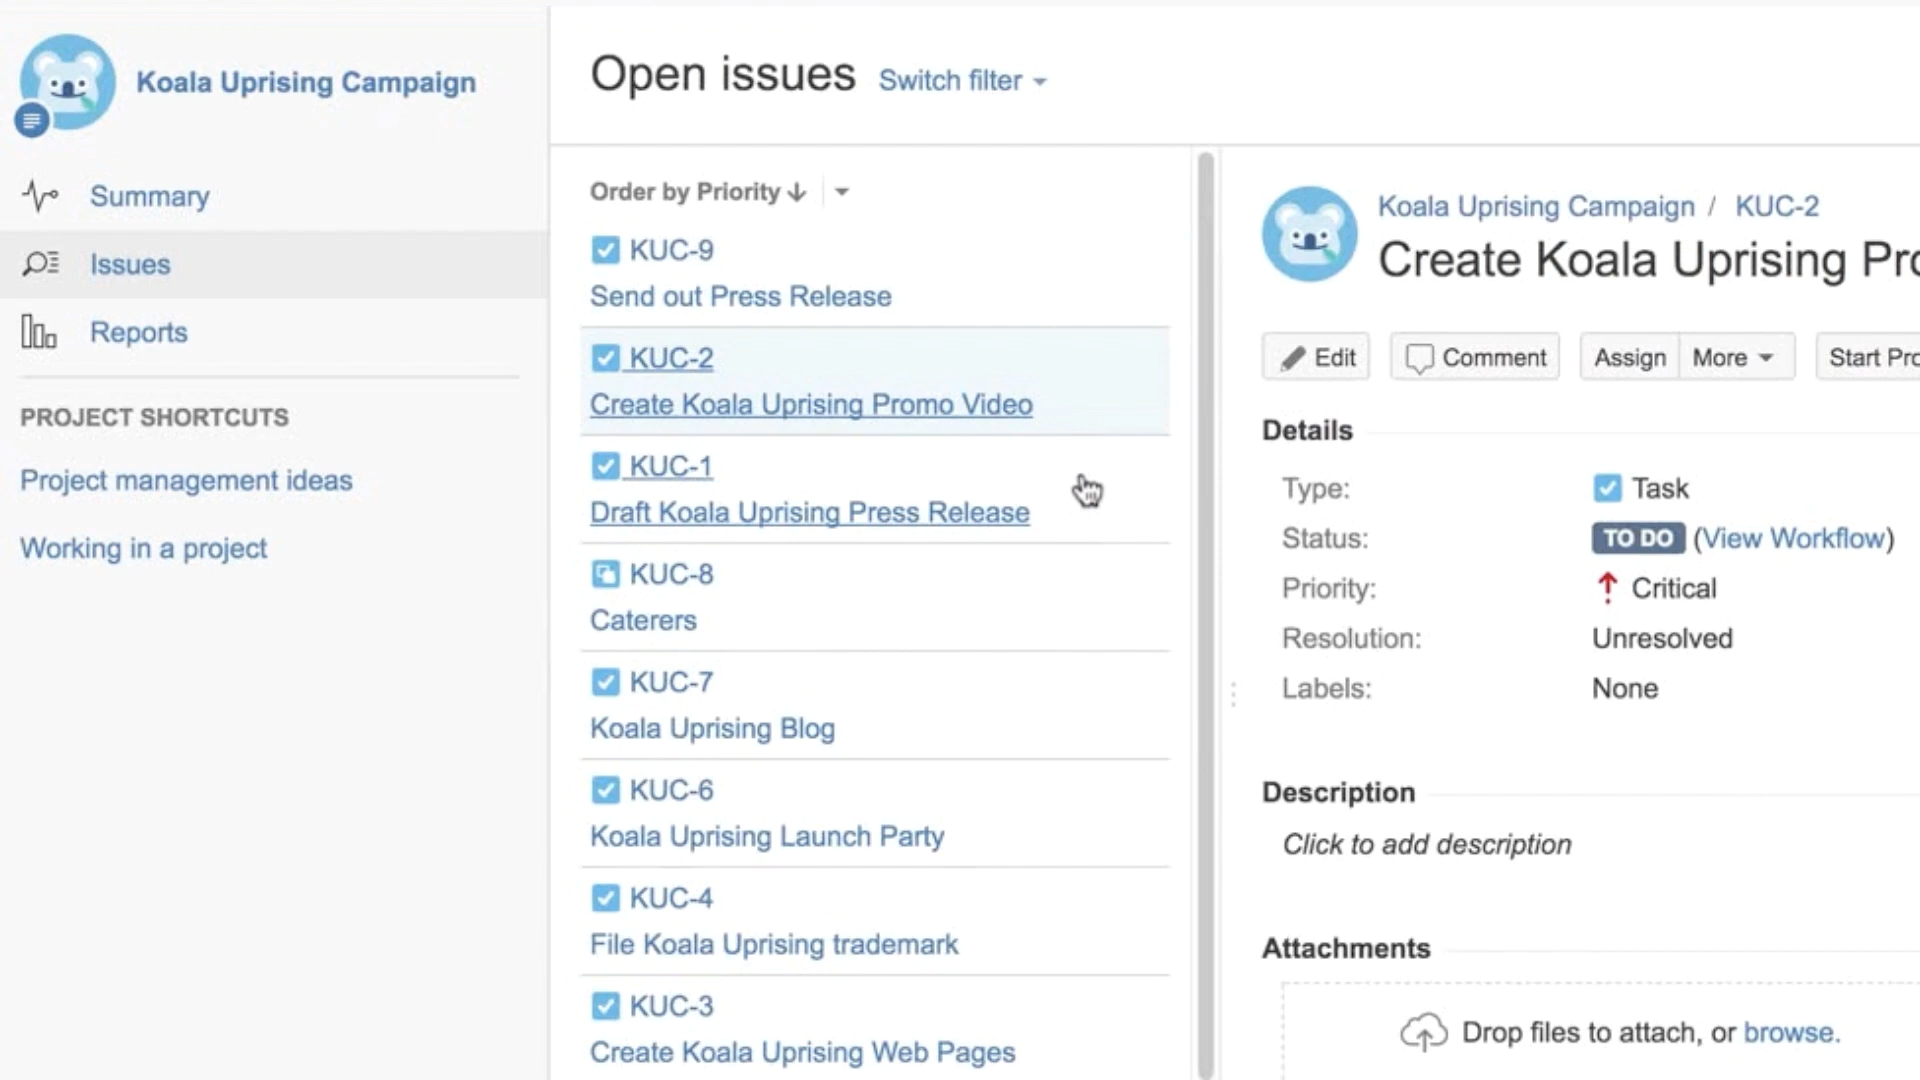 Koala Uprising Campaign
Summary
Issues
Reports
PROJECT SHORTCUTS
Project management ideas
Working in a project
Open issues Switch filter
Order by Priority
KUC-9
Send out Press Release
KUC-2
Create Koala Uprising Promo Video
KUC-1
Draft Koala Uprising Press Release
KUC-8
Caterers
KUC-7
Koala Uprising Blog
KUC-6
Koala Uprising Launch Party
KUC-4
File Koala Uprising trademark
KUC-3
Create Koala Uprising Web Pages
Koala Uprising Campaign / KUC-2
Create Koala Uprising Pro
Edit Comment Assign More Start Pro
Details
Type: Task
Status: TO DO (View Workflow)
Priority: Critical
Resolution: Unresolved
Labels: None
Description
Click to add description
Attachments
Drop files to attach, or browse.